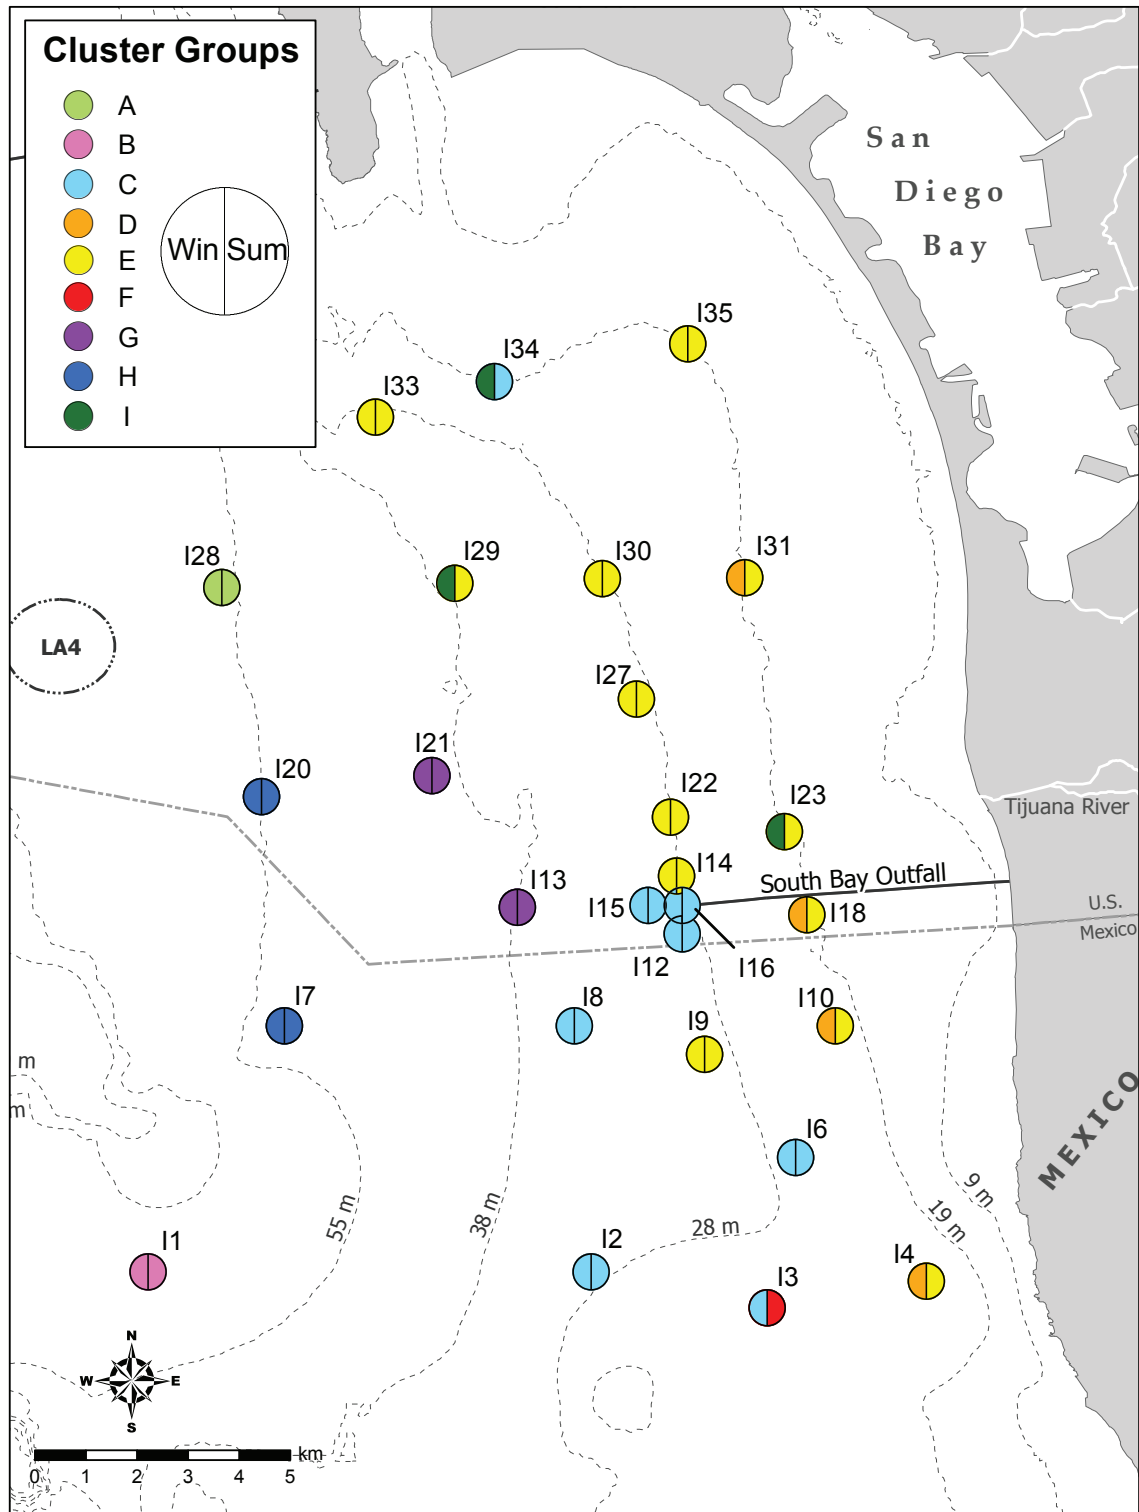 Cluster Groups
A
B
C
D
E
F
G
H
I
Win Sum
San
Diego
Bay
I35
I34
I33
I28
I29
I30
I31
LA4
I27
I21
I20
I22
I23
Tijuana River
I14
South Bay Outfall
I13
I15
I18
U.S.
Mexico
I12
I16
I7
I8
I10
I9
m
m
MEXICO
I6
9 m
19 m
55 m
38 m
28 m
I1
I2
I4
I3
N
W E
S
km
0 1 2 3 4 5